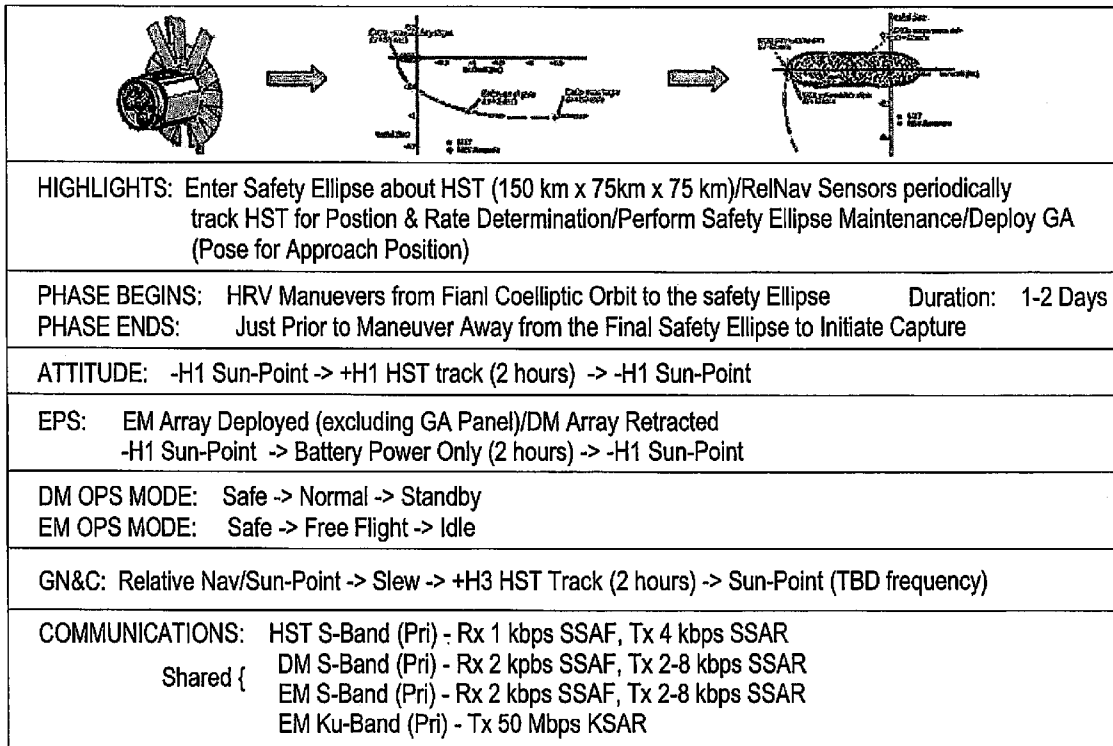 HIGHLIGHTS: Enter Safety Ellipse about HST (150 km x 75km x 75 km)/RelNav Sensors periodically
track HST for Postion & Rate Determination/Perform Safety Ellipse Maintenance/Deploy GA
(Pose for Approach Position)
PHASE BEGINS: HRV Manuevers from Fianl Coelliptic Orbit to the safety Ellipse Duration: 1-2 Days
PHASE ENDS: Just Prior to Maneuver Away from the Final Safety Ellipse to Initiate Capture
ATTITUDE: -H1 Sun-Point -> +H1 HST track (2 hours) -> -H1 Sun-Point
EPS: EM Array Deployed (excluding GA Panel)/DM Array Retracted
-H1 Sun-Point -> Battery Power Only (2 hours) -> -H1 Sun-Point
DM OPS MODE: Safe -> Normal -> Standby
EM OPS MODE: Safe -> Free Flight -> Idle
GN&C: Relative Nav/Sun-Point -> Slew -> +H3 HST Track (2 hours) -> Sun-Point (TBD frequency)
COMMUNICATIONS: HST S-Band (Pri) - Rx 1 kbps SSAF, Tx 4 kbps SSAR
Shared { DM S-Band (Pri) - Rx 2 kpbs SSAF, Tx 2-8 kbps SSAR
EM S-Band (Pri) - Rx 2 kbps SSAF, Tx 2-8 kbps SSAR
EM Ku-Band (Pri) - Tx 50 Mbps KSAR